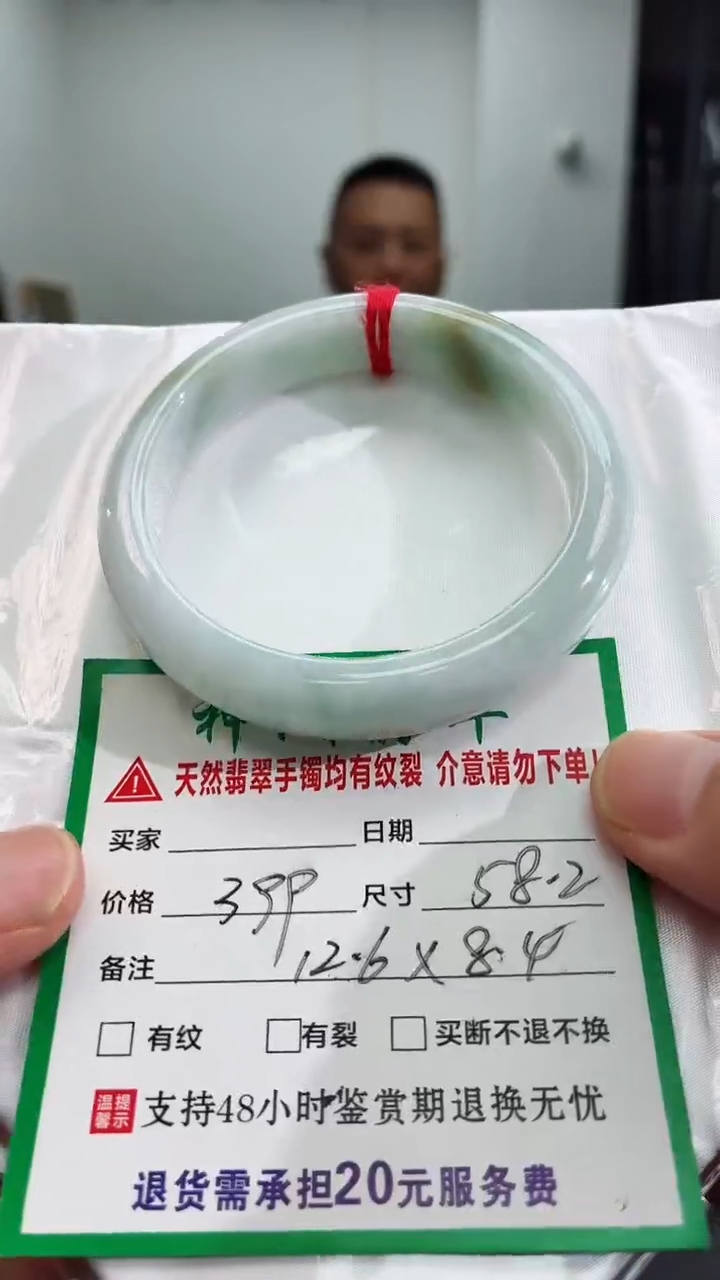 天然翡翠手镯均有纹裂 介意请勿下单!
买家 日期
价格 399 尺寸 58.2
备注 12.6 X 8.4
有纹 有裂 买断不退不换
温馨提示 支持48小时鉴赏期退换无忧
退货需承担20元服务费